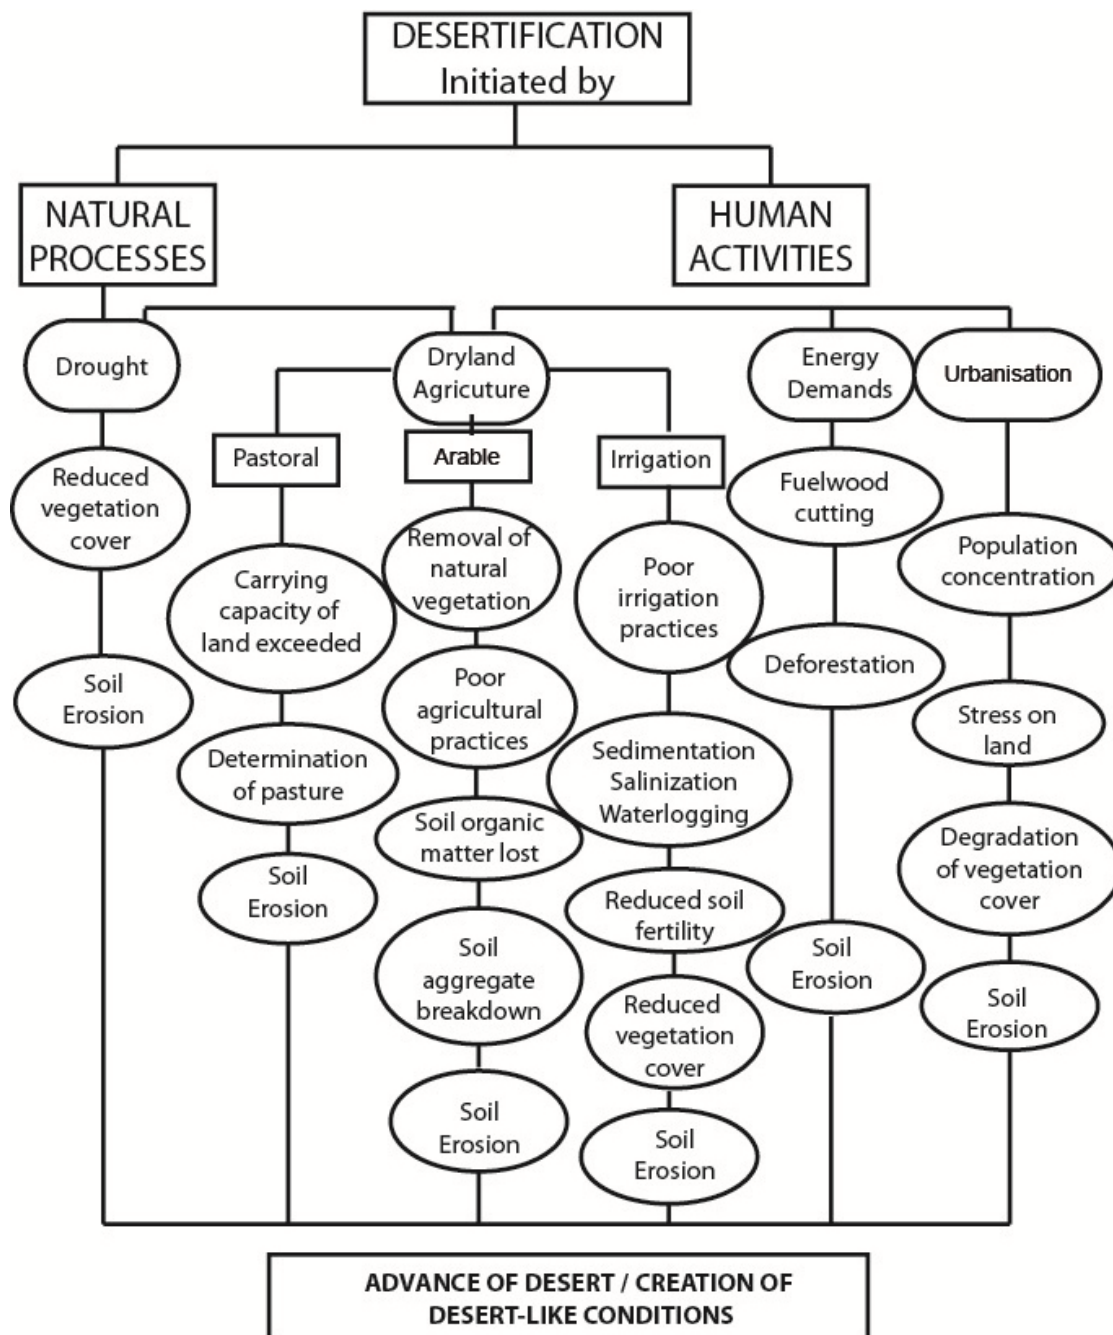 DESERTIFICATION
Initiated by
NATURAL
PROCESSES
HUMAN
ACTIVITIES
Drought
Dryland
Agricuture
Energy
Demands
Urbanisation
Pastoral
Arable
Irrigation
Reduced
vegetation
cover
Soil
Erosion
Carrying
capacity of
land exceeded
Determination
of pasture
Soil
Erosion
Removal of
natural
vegetation
Poor
agricultural
practices
Soil organic
matter lost
Soil
aggregate
breakdown
Soil
Erosion
Poor
irrigation
practices
Sedimentation
Salinization
Waterlogging
Reduced soil
fertility
Reduced
vegetation
cover
Soil
Erosion
Fuelwood
cutting
Deforestation
Soil
Erosion
Population
concentration
Stress on
land
Degradation
of vegetation
cover
Soil
Erosion
ADVANCE OF DESERT / CREATION OF
DESERT-LIKE CONDITIONS